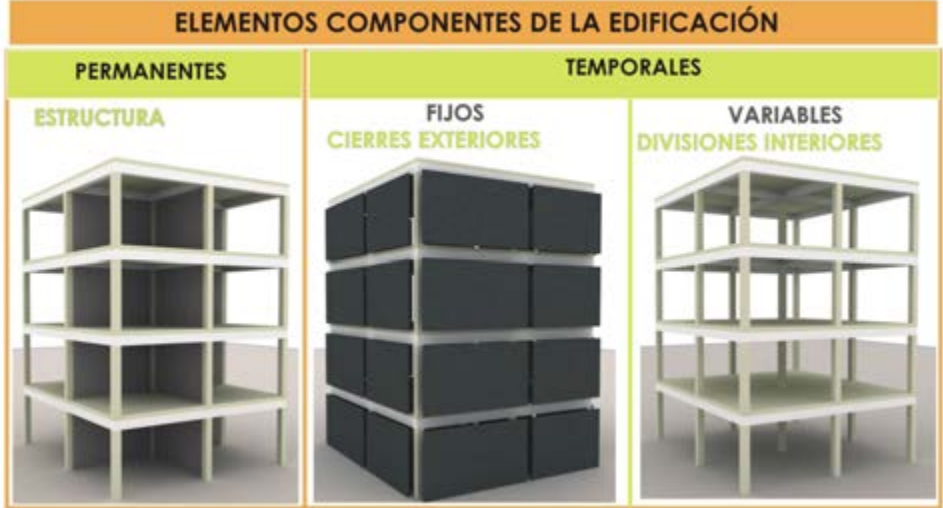 ELEMENTOS COMPONENTES DE LA EDIFICACIÓN
PERMANENTES
TEMPORALES
ESTRUCTURA
FIJOS
CIERRES EXTERIORES
VARIABLES
DIVISIONES INTERIORES